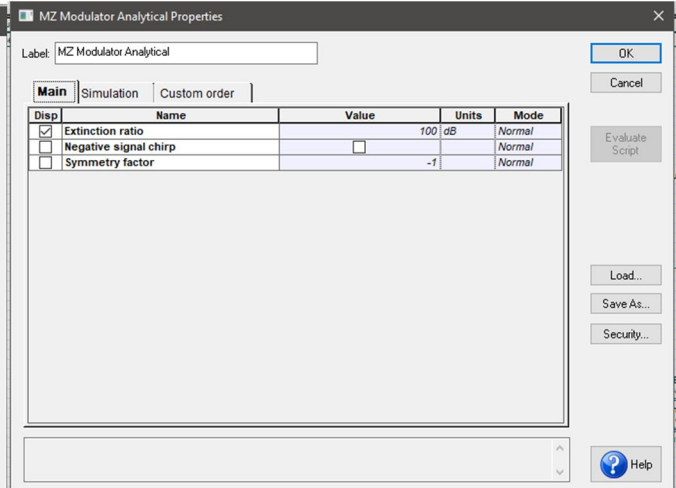 MZ Modulator Analytical Properties
Label: MZ Modulator Analytical
OK
Cancel
Main Simulation Custom order
Disp Name Value Units Mode
Extinction ratio 100 dB Normal
Negative signal chirp Normal
Symmetry factor -1 Normal
Evaluate
Script
Load...
Save As...
Security...
Help